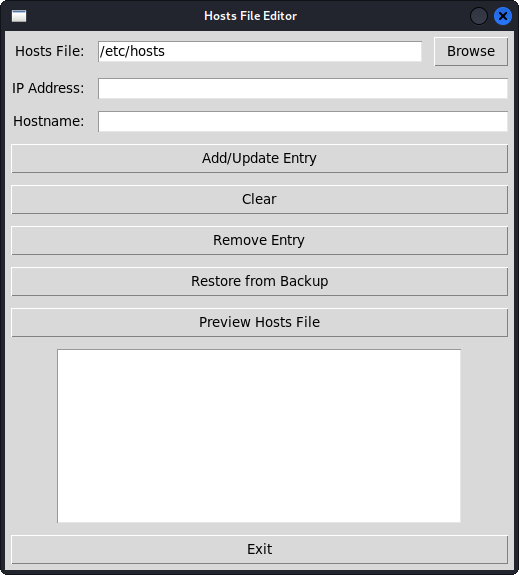 Hosts File Editor
Hosts File: /etc/hosts Browse
IP Address:
Hostname:
Add/Update Entry
Clear
Remove Entry
Restore from Backup
Preview Hosts File
Exit